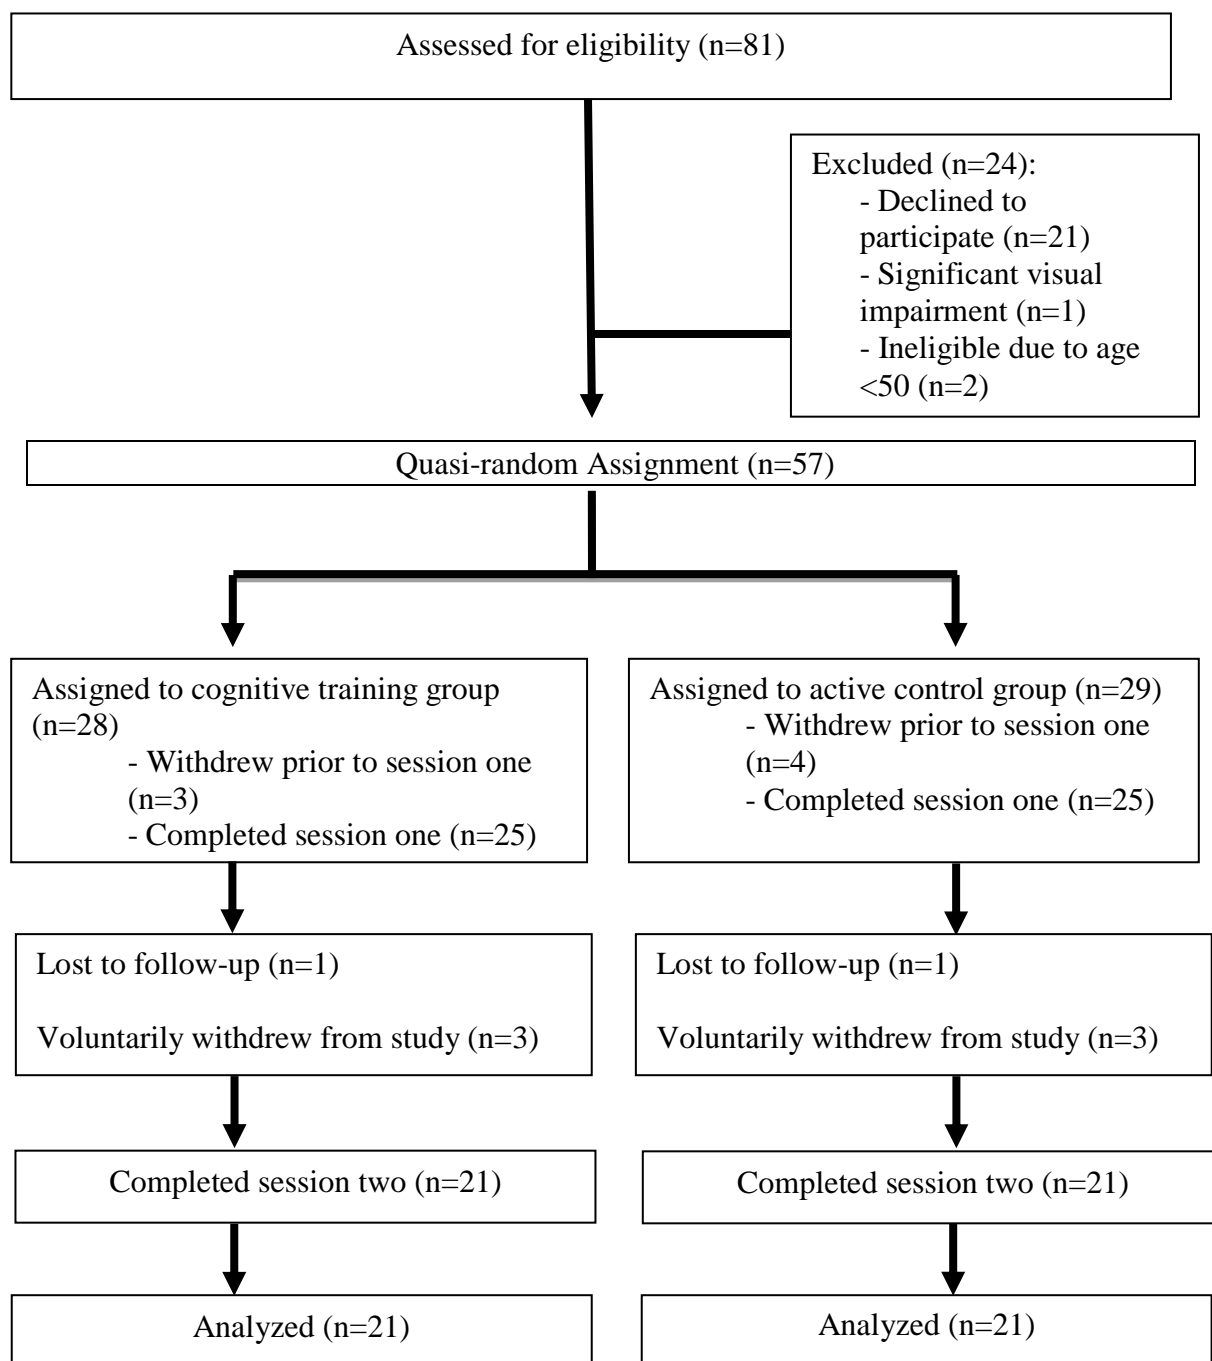 Assessed for eligibility (n=81)
Excluded (n=24):
- Declined to
participate (n=21)
- Significant visual
impairment (n=1)
- Ineligible due to age
<50 (n=2)
Quasi-random Assignment (n=57)
Assigned to cognitive training group
(n=28)
- Withdrew prior to session one
(n=3)
- Completed session one (n=25)
Assigned to active control group (n=29)
- Withdrew prior to session one
(n=4)
- Completed session one (n=25)
Lost to follow-up (n=1)
Voluntarily withdrew from study (n=3)
Lost to follow-up (n=1)
Voluntarily withdrew from study (n=3)
Completed session two (n=21)
Completed session two (n=21)
Analyzed (n=21)
Analyzed (n=21)